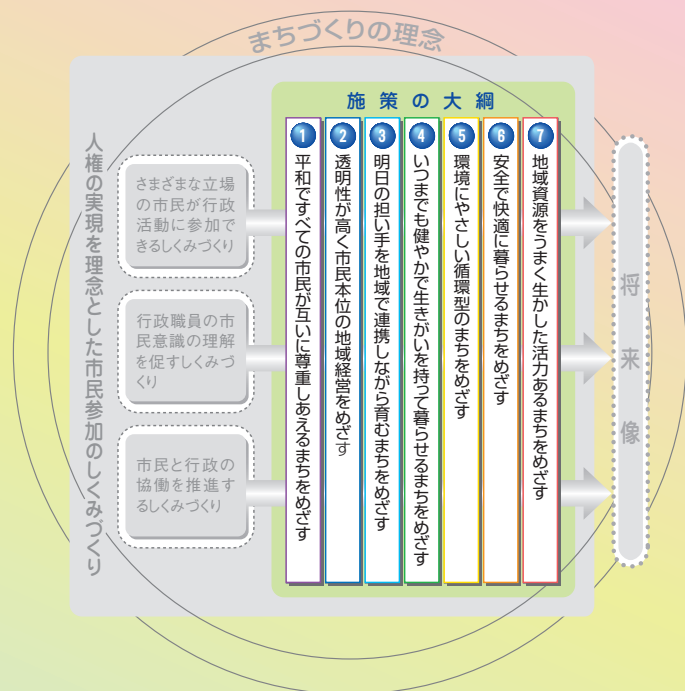 まちづくりの理念
施策の大綱
人権の実現を理念とした市民参加のしくみづくり
さまざまな立場
の市民が行政
活動に参加で
きるしくみづくり
行政職員の市
民意識の理解
を促すしくみづ
くり
市民と行政の
協働を推進す
るしくみづくり
1
平和ですべての市民が互いに尊重しあえるまちをめざす
2
透明性が高く市民本位の地域経営をめざす
3
明日の担い手を地域で連携しながら育むまちをめざす
4
いつまでも健やかで生きがいを持って暮らせるまちをめざす
5
環境にやさしい循環型のまちをめざす
6
安全で快適に暮らせるまちをめざす
7
地域資源をうまく生かした活力あるまちをめざす
将来像